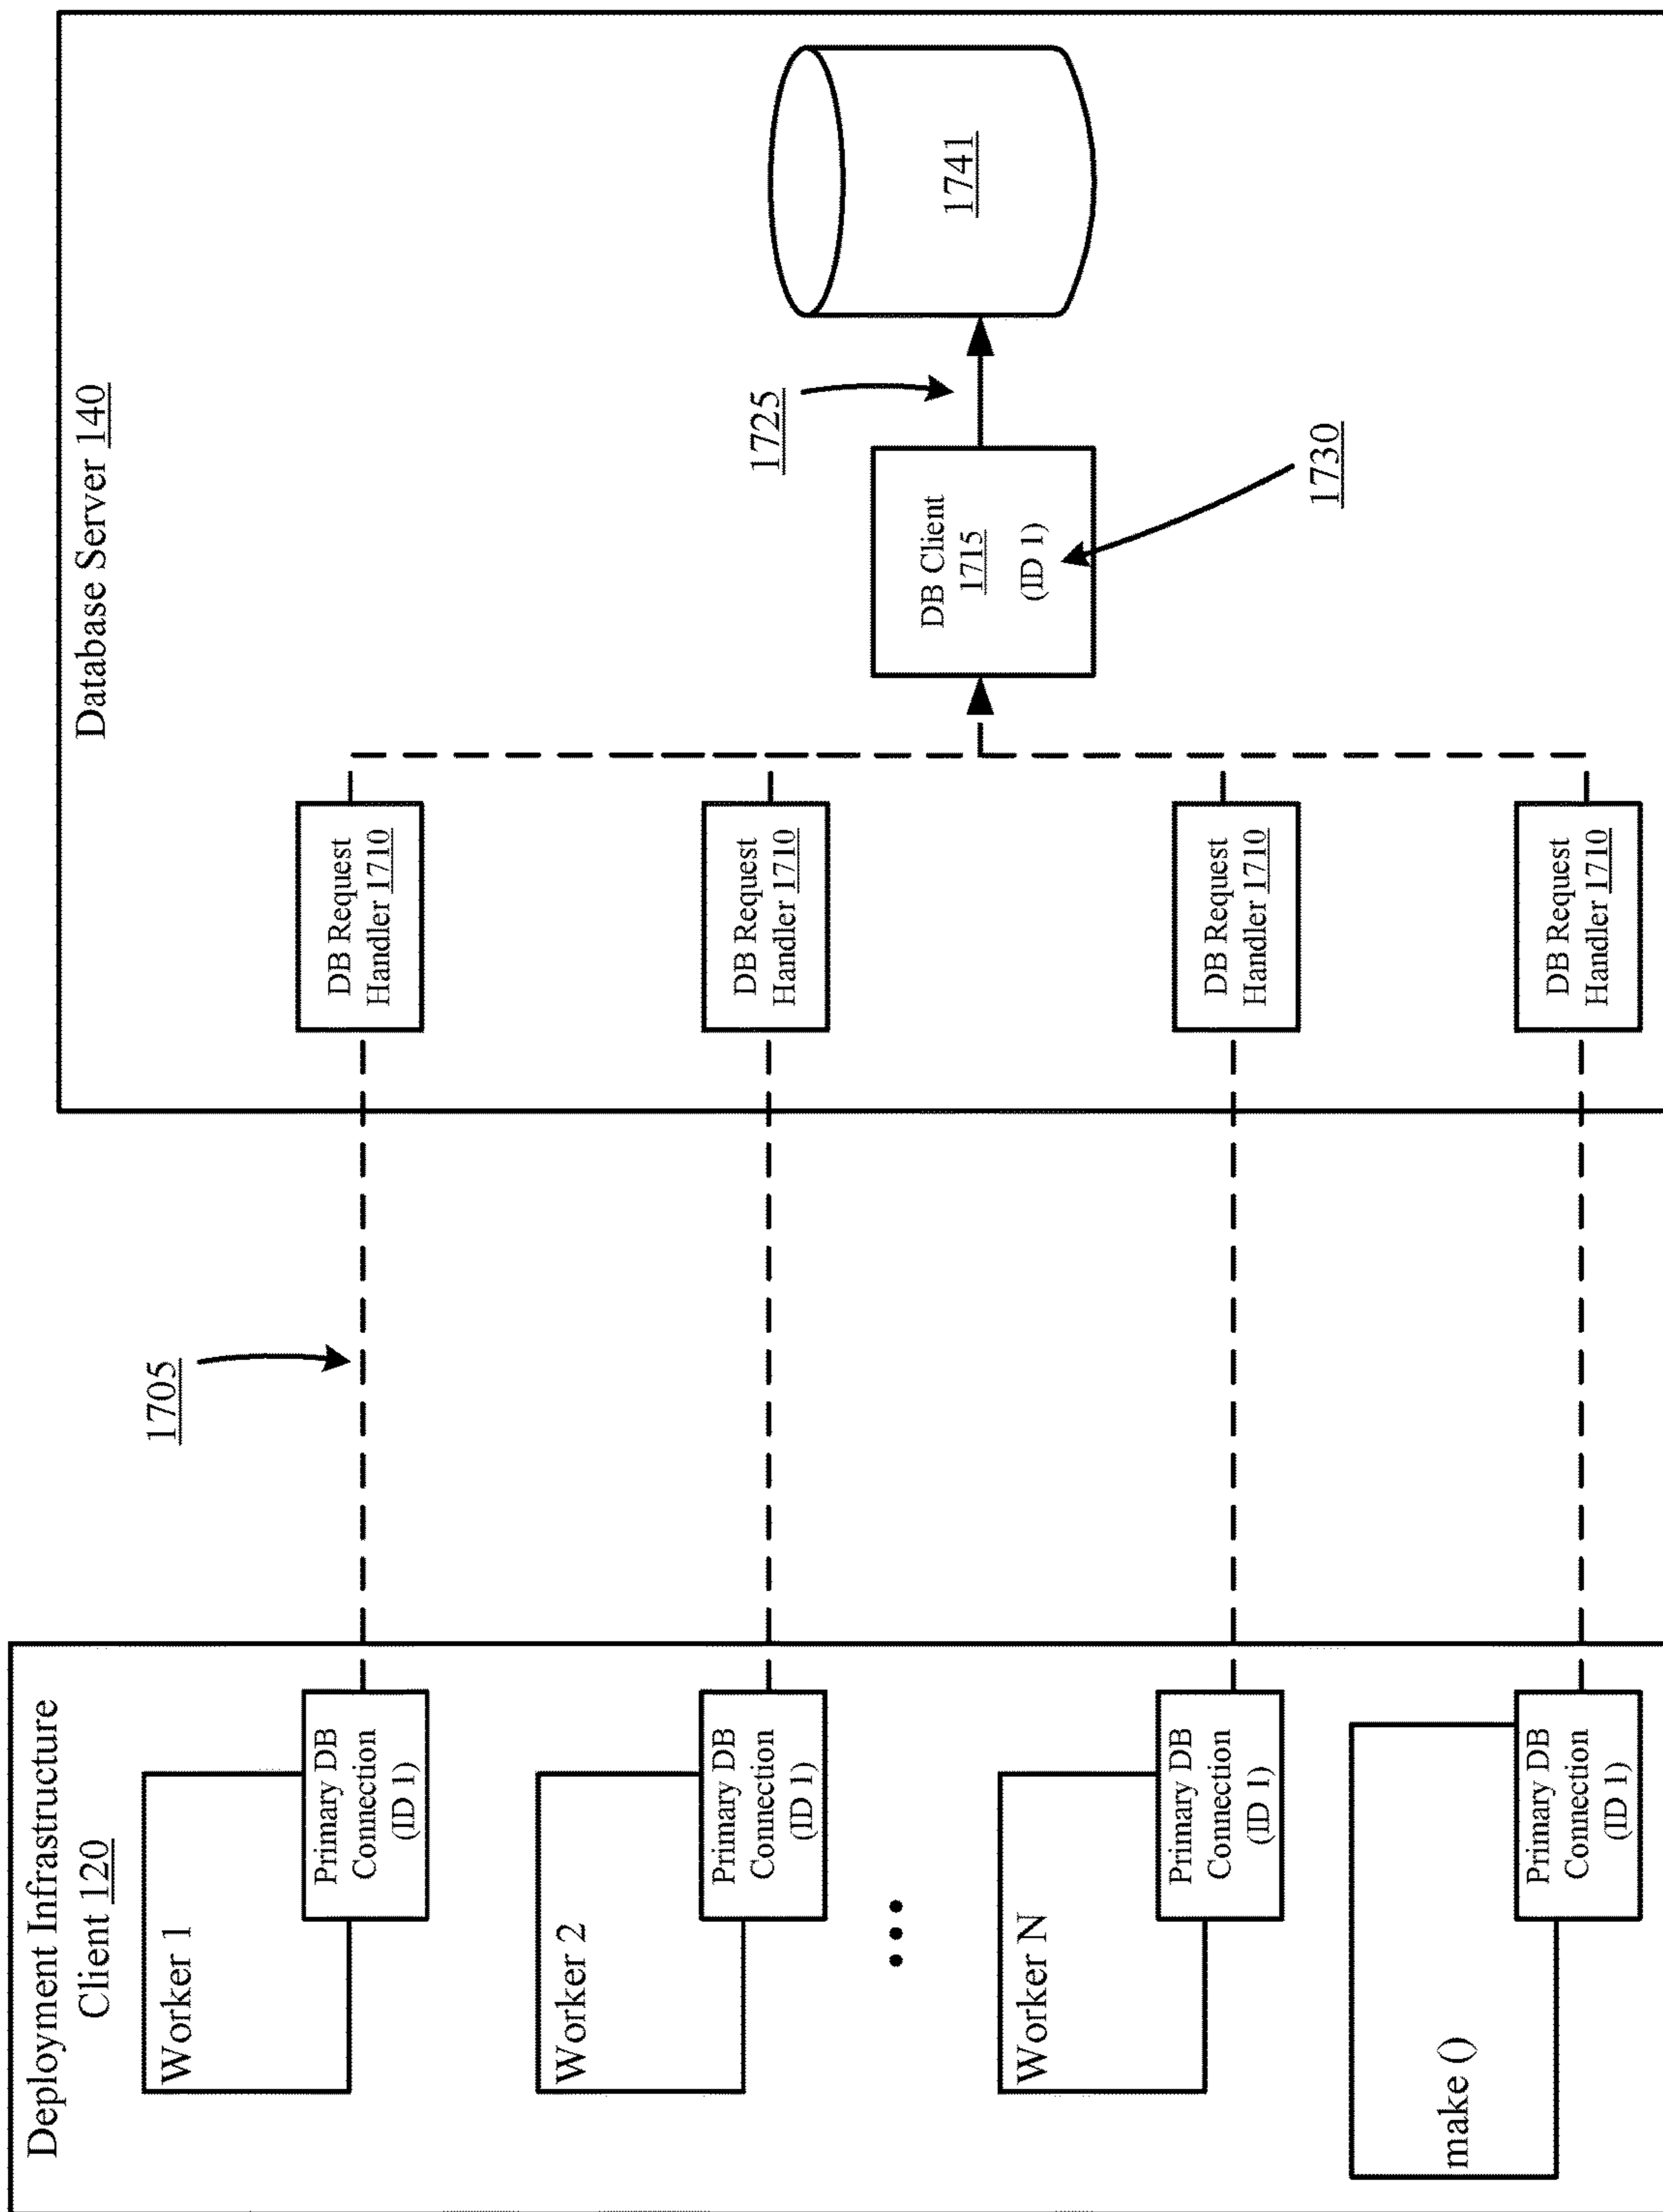 Deployment Infrastructure
Client 120
Worker 1
Primary DB
Connection
(ID 1)
Worker 2
Primary DB
Connection
(ID 1)
Worker N
Primary DB
Connection
(ID 1)
make ()
Primary DB
Connection
(ID 1)
1705
Database Server 140
DB Request
Handler 1710
DB Request
Handler 1710
DB Request
Handler 1710
DB Request
Handler 1710
DB Client
1715
(ID 1)
1725
1730
1741